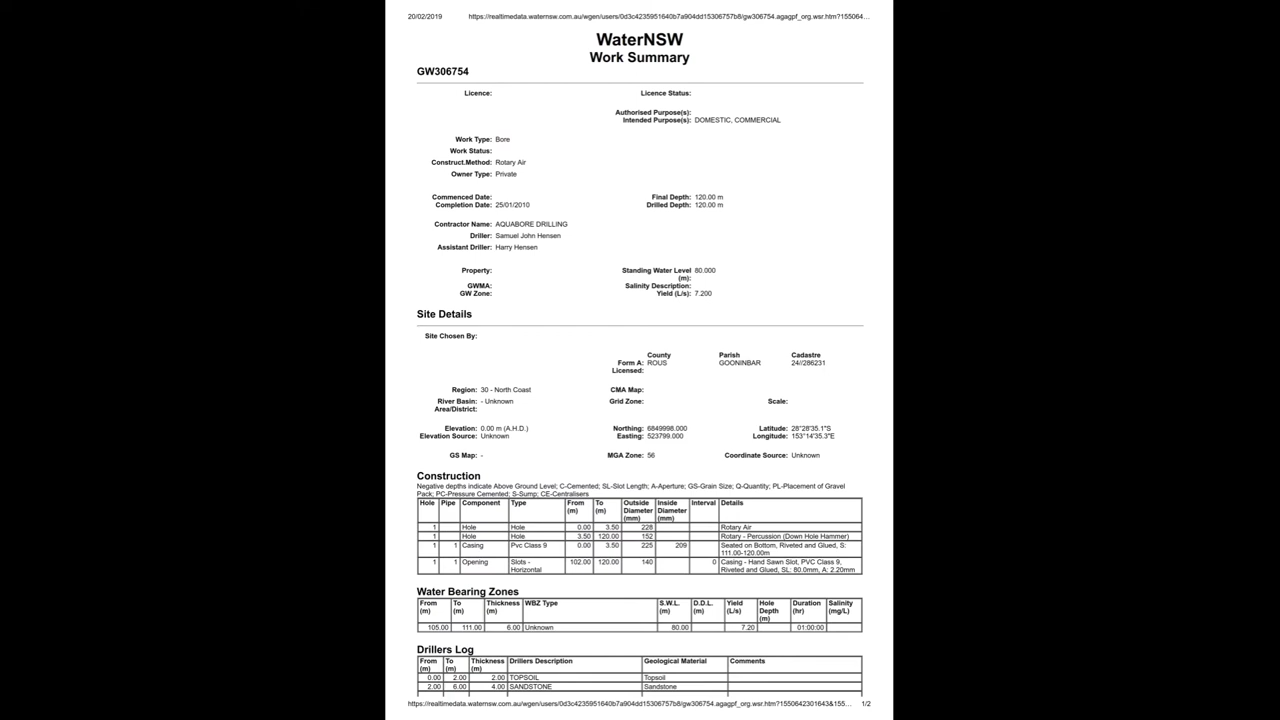 20/02/2019 https://realtimedata.waternsw.com.au/wgen/users/0d3c4235951640b7a904dd15306757b8/gw306754.agagpf_org.wsr.htm?155064…
WaterNSW
Work Summary
GW306754
Licence: Licence Status:
Authorised Purpose(s):
Intended Purpose(s): DOMESTIC, COMMERCIAL
Work Type: Bore
Work Status:
Construct.Method: Rotary Air
Owner Type: Private
Commenced Date: Final Depth: 120.00 m
Completion Date: 25/01/2010 Drilled Depth: 120.00 m
Contractor Name: AQUABORE DRILLING
Driller: Samuel John Hensen
Assistant Driller: Harry Hensen
Property: Standing Water Level 80.000
(m):
GWMA: Salinity Description:
GW Zone: Yield (L/s): 7.200
Site Details
Site Chosen By:
County Parish Cadastre
Form A: ROUS GOONINBAR 24//286231
Licensed:
Region: 30 - North Coast CMA Map:
River Basin: - Unknown Grid Zone: Scale:
Area/District:
Elevation: 0.00 m (A.H.D.) Northing: 6849998.000 Latitude: 28°28'35.1"S
Elevation Source: Unknown Easting: 523799.000 Longitude: 153°14'35.3"E
GS Map: - MGA Zone: 56 Coordinate Source: Unknown
Construction
Negative depths indicate Above Ground Level; C-Cemented; SL-Slot Length; A-Aperture; GS-Grain Size; Q-Quantity; PL-Placement of Gravel
Pack; PC-Pressure Cemented; S-Sump; CE-Centralisers
Hole Pipe Component Type From To Outside Inside Interval Details
(m) (m) Diameter Diameter
(mm) (mm)
1 Hole Hole 0.00 3.50 228 Rotary Air
1 Hole Hole 3.50 120.00 152 Rotary - Percussion (Down Hole Hammer)
1 1 Casing Pvc Class 9 0.00 3.50 225 209 Seated on Bottom, Riveted and Glued, S:
111.00-120.00m
1 1 Opening Slots - 102.00 120.00 140 0 Casing - Hand Sawn Slot, PVC Class 9,
Horizontal Riveted and Glued, SL: 80.0mm, A: 2.20mm
Water Bearing Zones
From To Thickness WBZ Type S.W.L. D.D.L. Yield Hole Duration Salinity
(m) (m) (m) (m) (m) (L/s) Depth (hr) (mg/L)
(m)
105.00 111.00 6.00 Unknown 80.00 7.20 01:00:00
Drillers Log
From To Thickness Drillers Description Geological Material Comments
(m) (m) (m)
0.00 2.00 2.00 TOPSOIL Topsoil
2.00 6.00 4.00 SANDSTONE Sandstone
https://realtimedata.waternsw.com.au/wgen/users/0d3c4235951640b7a904dd15306757b8/gw306754.agagpf_org.wsr.htm?1550642301643&155… 1/2